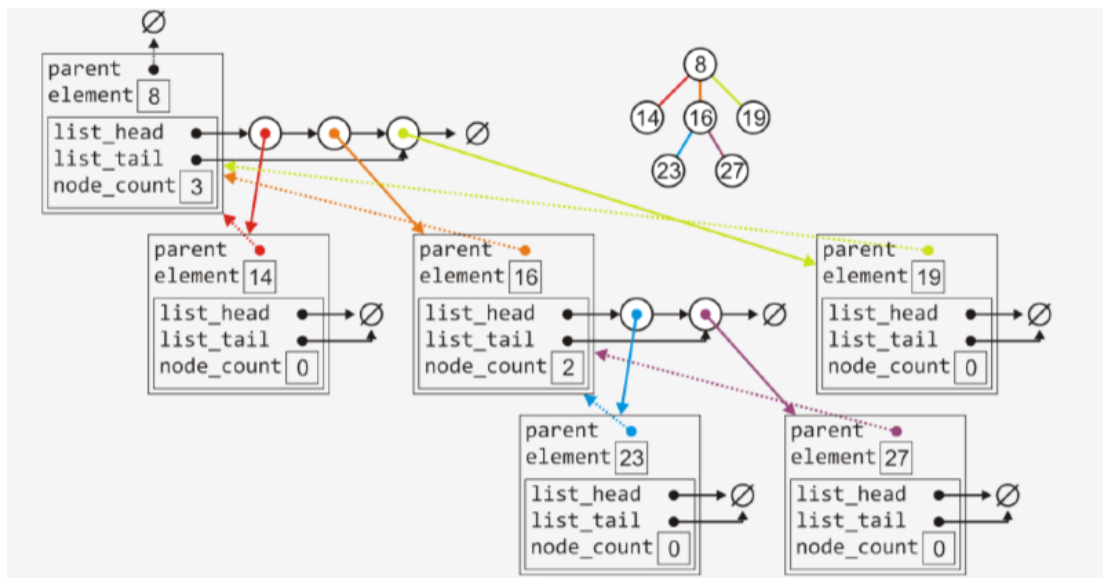 ∅
parent
element 8
list_head
∅
list_tail
node_count 3
8
14 16 19
23 27
parent
element 14
list_head
∅
list_tail
node_count 0
parent
element 16
list_head
∅
list_tail
node_count 2
parent
element 19
list_head
∅
list_tail
node_count 0
parent
element 23
list_head
∅
list_tail
node_count 0
parent
element 27
list_head
∅
list_tail
node_count 0